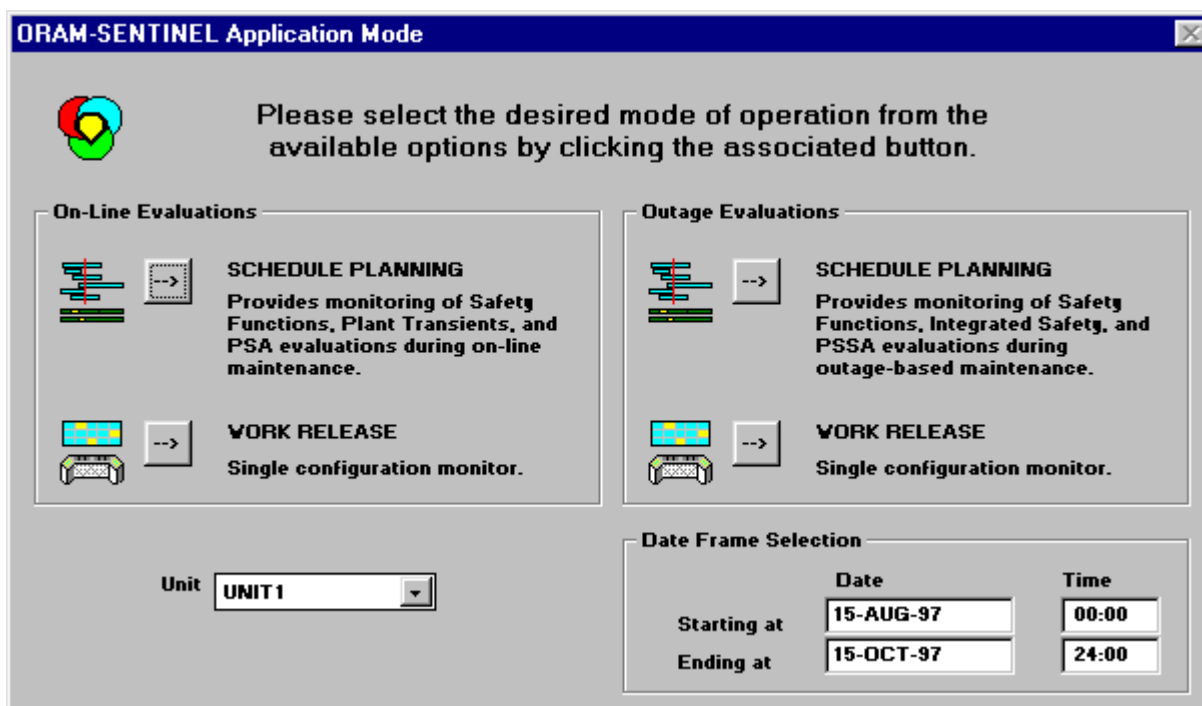 ORAM-SENTINEL Application Mode
Please select the desired mode of operation from the
available options by clicking the associated button.
On-Line Evaluations
-->
SCHEDULE PLANNING
Provides monitoring of Safety
Functions, Plant Transients, and
PSA evaluations during on-line
maintenance.
-->
WORK RELEASE
Single configuration monitor.
Outage Evaluations
-->
SCHEDULE PLANNING
Provides monitoring of Safety
Functions, Integrated Safety, and
PSSA evaluations during
outage-based maintenance.
-->
WORK RELEASE
Single configuration monitor.
Unit UNIT1
Date Frame Selection
Date Time
Starting at 15-AUG-97 00:00
Ending at 15-OCT-97 24:00